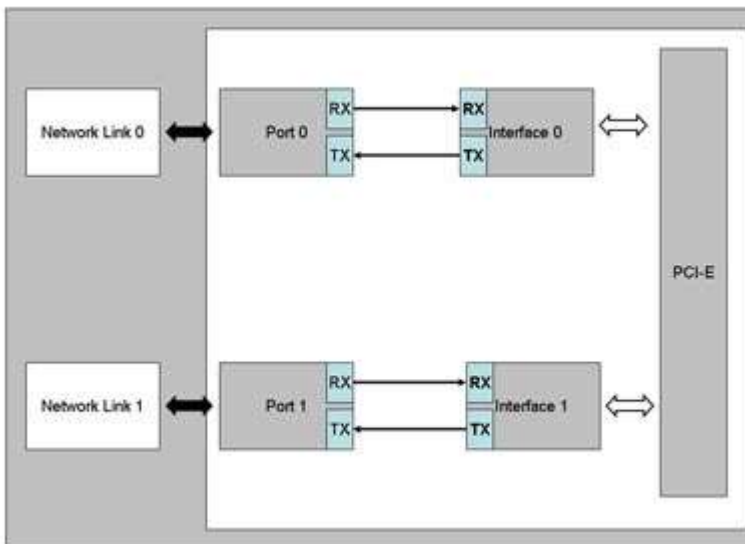 Network Link 0
Port 0
RX
TX
RX
TX
Interface 0
PCI-E
Network Link 1
Port 1
RX
TX
RX
TX
Interface 1